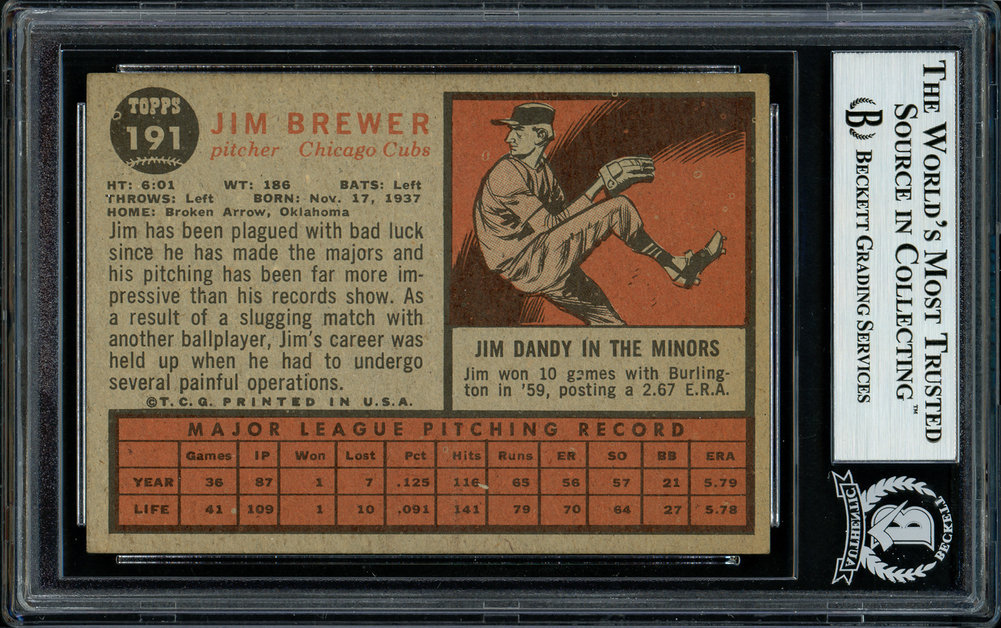 TOPPS
191
JIM BREWER
pitcher Chicago Cubs
HT: 6:01 WT: 186 BATS: Left
THROWS: Left BORN: Nov. 17, 1937
HOME: Broken Arrow, Oklahoma
Jim has been plagued with bad luck
since he has made the majors and
his pitching has been far more im-
pressive than his records show. As
a result of a slugging match with
another ballplayer, Jim's career was
held up when he had to undergo
several painful operations.
©T.C.G. PRINTED IN U.S.A.
JIM DANDY IN THE MINORS
Jim won 10 games with Burling-
ton in '59, posting a 2.67 E.R.A.
MAJOR LEAGUE PITCHING RECORD
Games IP Won Lost Pct Hits Runs ER SO BB ERA
YEAR 36 87 1 7 .125 116 65 56 57 21 5.79
LIFE 41 109 1 10 .091 141 79 70 64 27 5.78
THE WORLD'S MOST TRUSTED
SOURCE IN COLLECTING™
B BECKETT GRADING SERVICES
AUTHENTIC
B
BECKETT